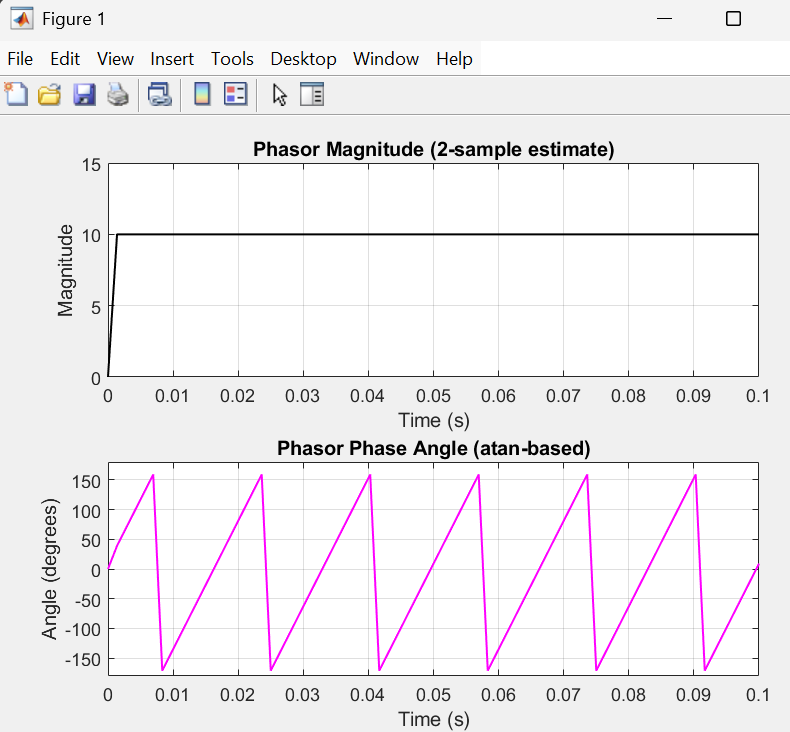 Figure 1
File Edit View Insert Tools Desktop Window Help
Phasor Magnitude (2-sample estimate)
15
10
5
0
Magnitude
0 0.01 0.02 0.03 0.04 0.05 0.06 0.07 0.08 0.09 0.1
Time (s)
Phasor Phase Angle (atan-based)
150
100
50
0
-50
-100
-150
Angle (degrees)
0 0.01 0.02 0.03 0.04 0.05 0.06 0.07 0.08 0.09 0.1
Time (s)